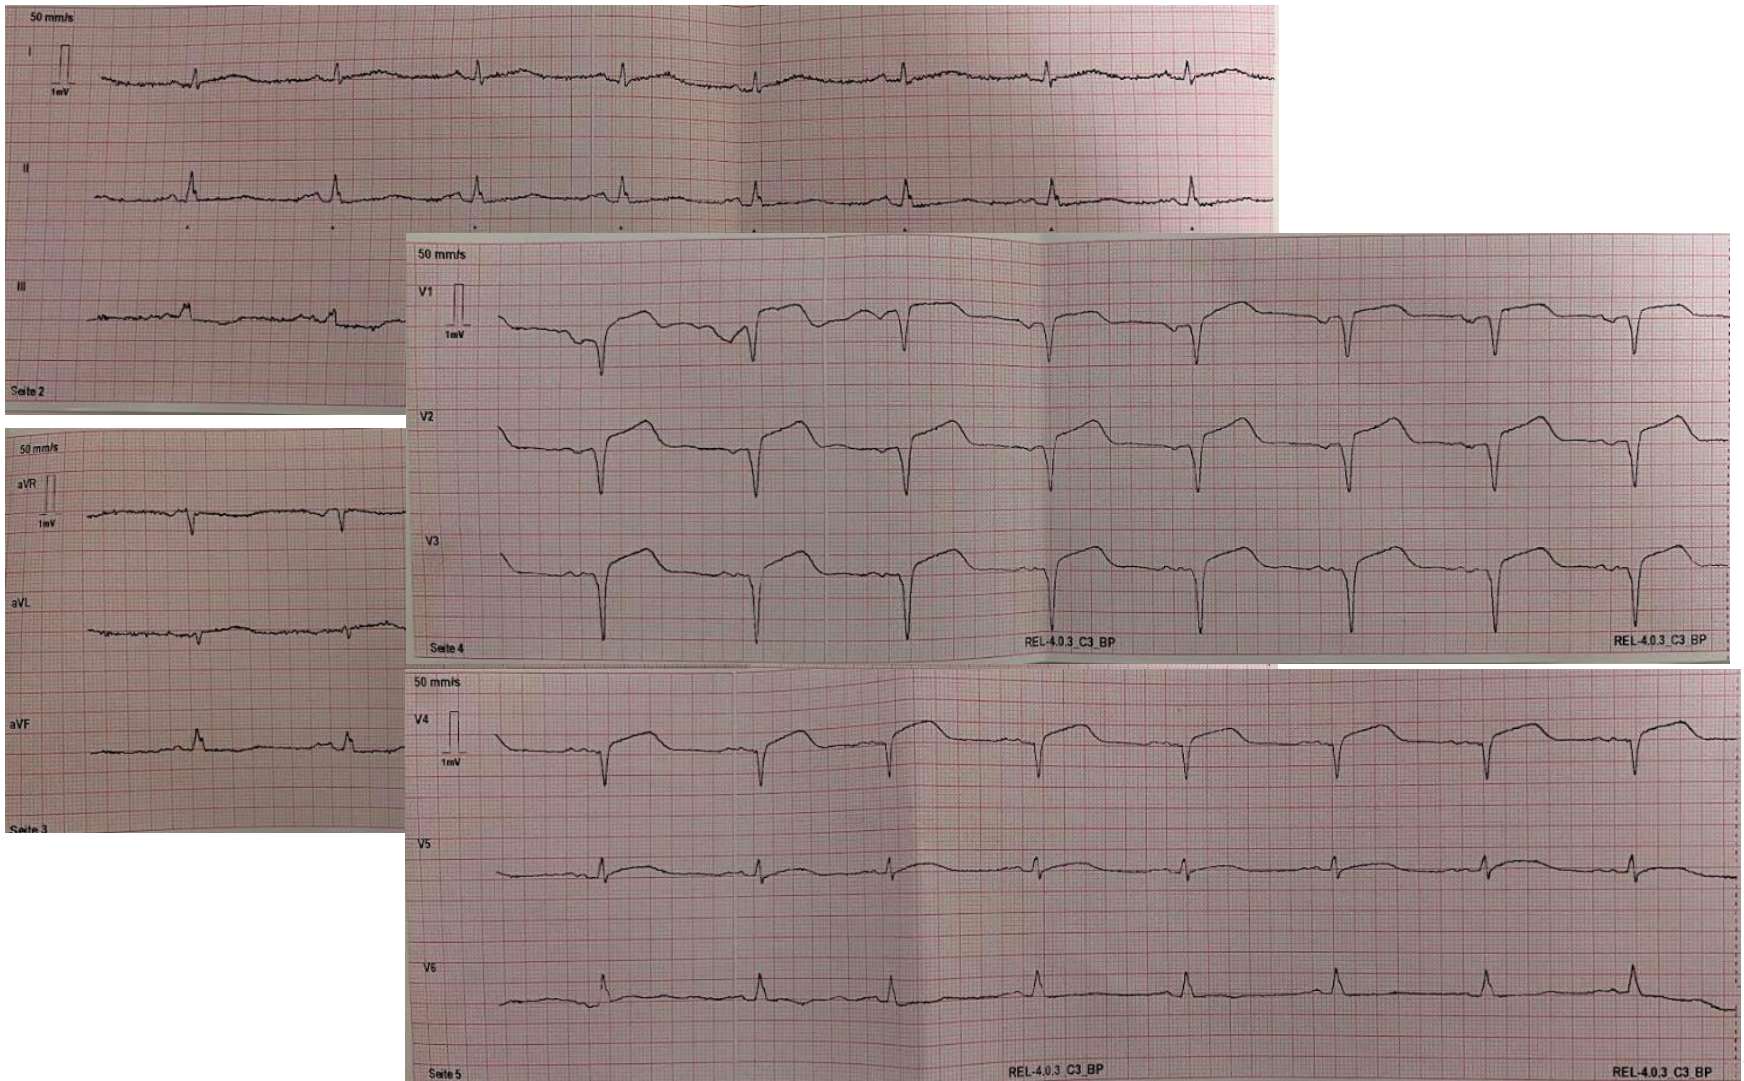 50 mm/s
I
1mV
II
III
Seite 2
50 mm/s
aVR
1mV
aVL
aVF
Seite 3
50 mm/s
V1
1mV
V2
V3
Seite 4
REL-4.0.3_C3_BP
REL-4.0.3_C3_BP
50 mm/s
V4
1mV
V5
V6
Seite 5
REL-4.0.3_C3_BP
REL-4.0.3_C3_BP